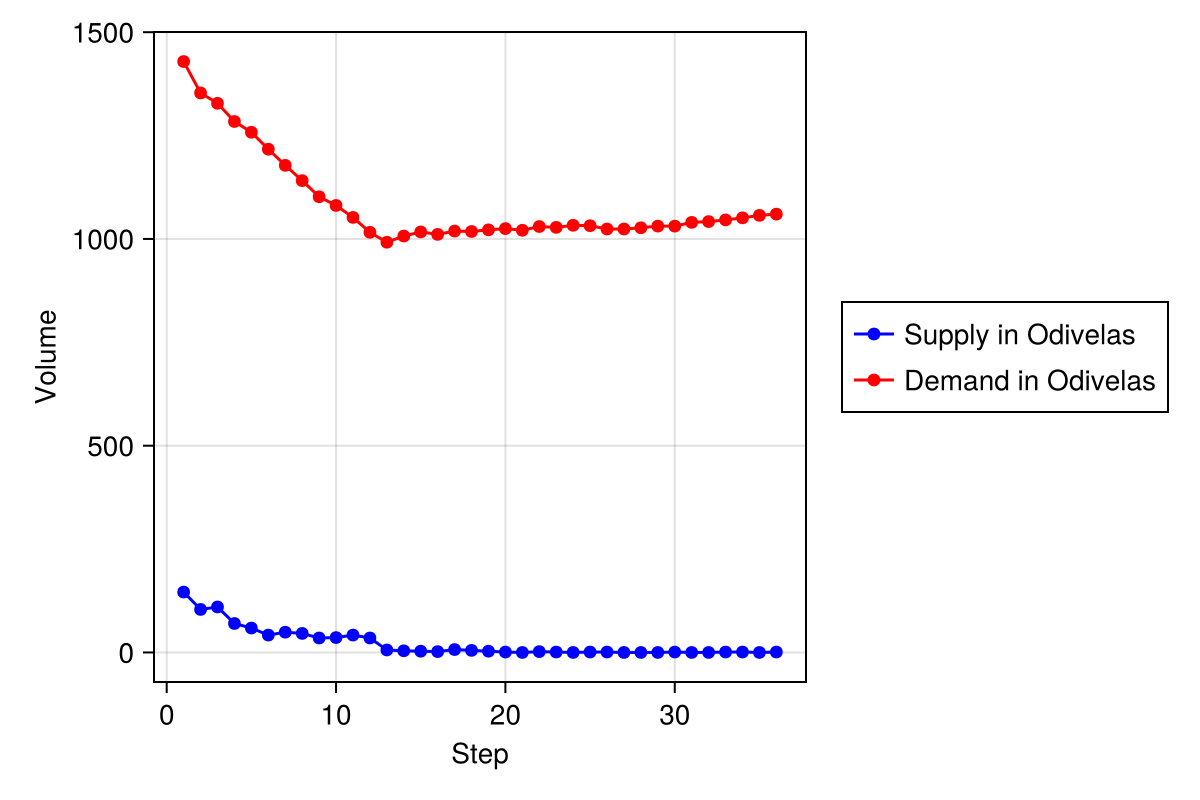 1500
1000
500
0
Volume
0 10 20 30
Step
Supply in Odivelas
Demand in Odivelas